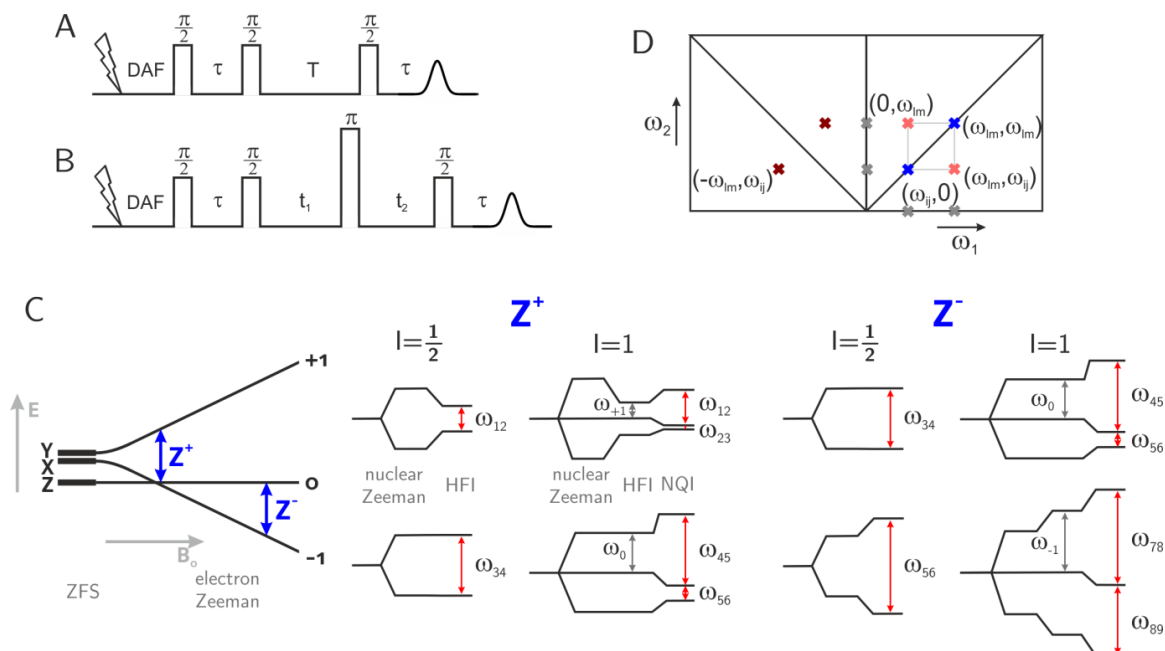 A
π/2 π/2 π/2
DAF τ T τ
B
π
π/2 π/2 π/2
DAF τ t₁ t₂ τ
D
ω₂
(0,ωlm)
(ωlm,ωlm)
(-ωlm,ωij)
(ωlm,ωij)
(ωij,0)
ω₁
C
E
Y
X
Z
Z⁺
Z⁻
+1
0
-1
B₀
ZFS
electron
Zeeman
Z⁺
I=1/2
ω₁₂
nuclear
Zeeman
HFI
ω₃₄
I=1
ω₊₁
ω₁₂
ω₂₃
nuclear
Zeeman
HFI
NQI
ω₀
ω₄₅
ω₅₆
Z⁻
I=1/2
ω₃₄
ω₅₆
I=1
ω₀
ω₄₅
ω₅₆
ω₋₁
ω₇₈
ω₈₉